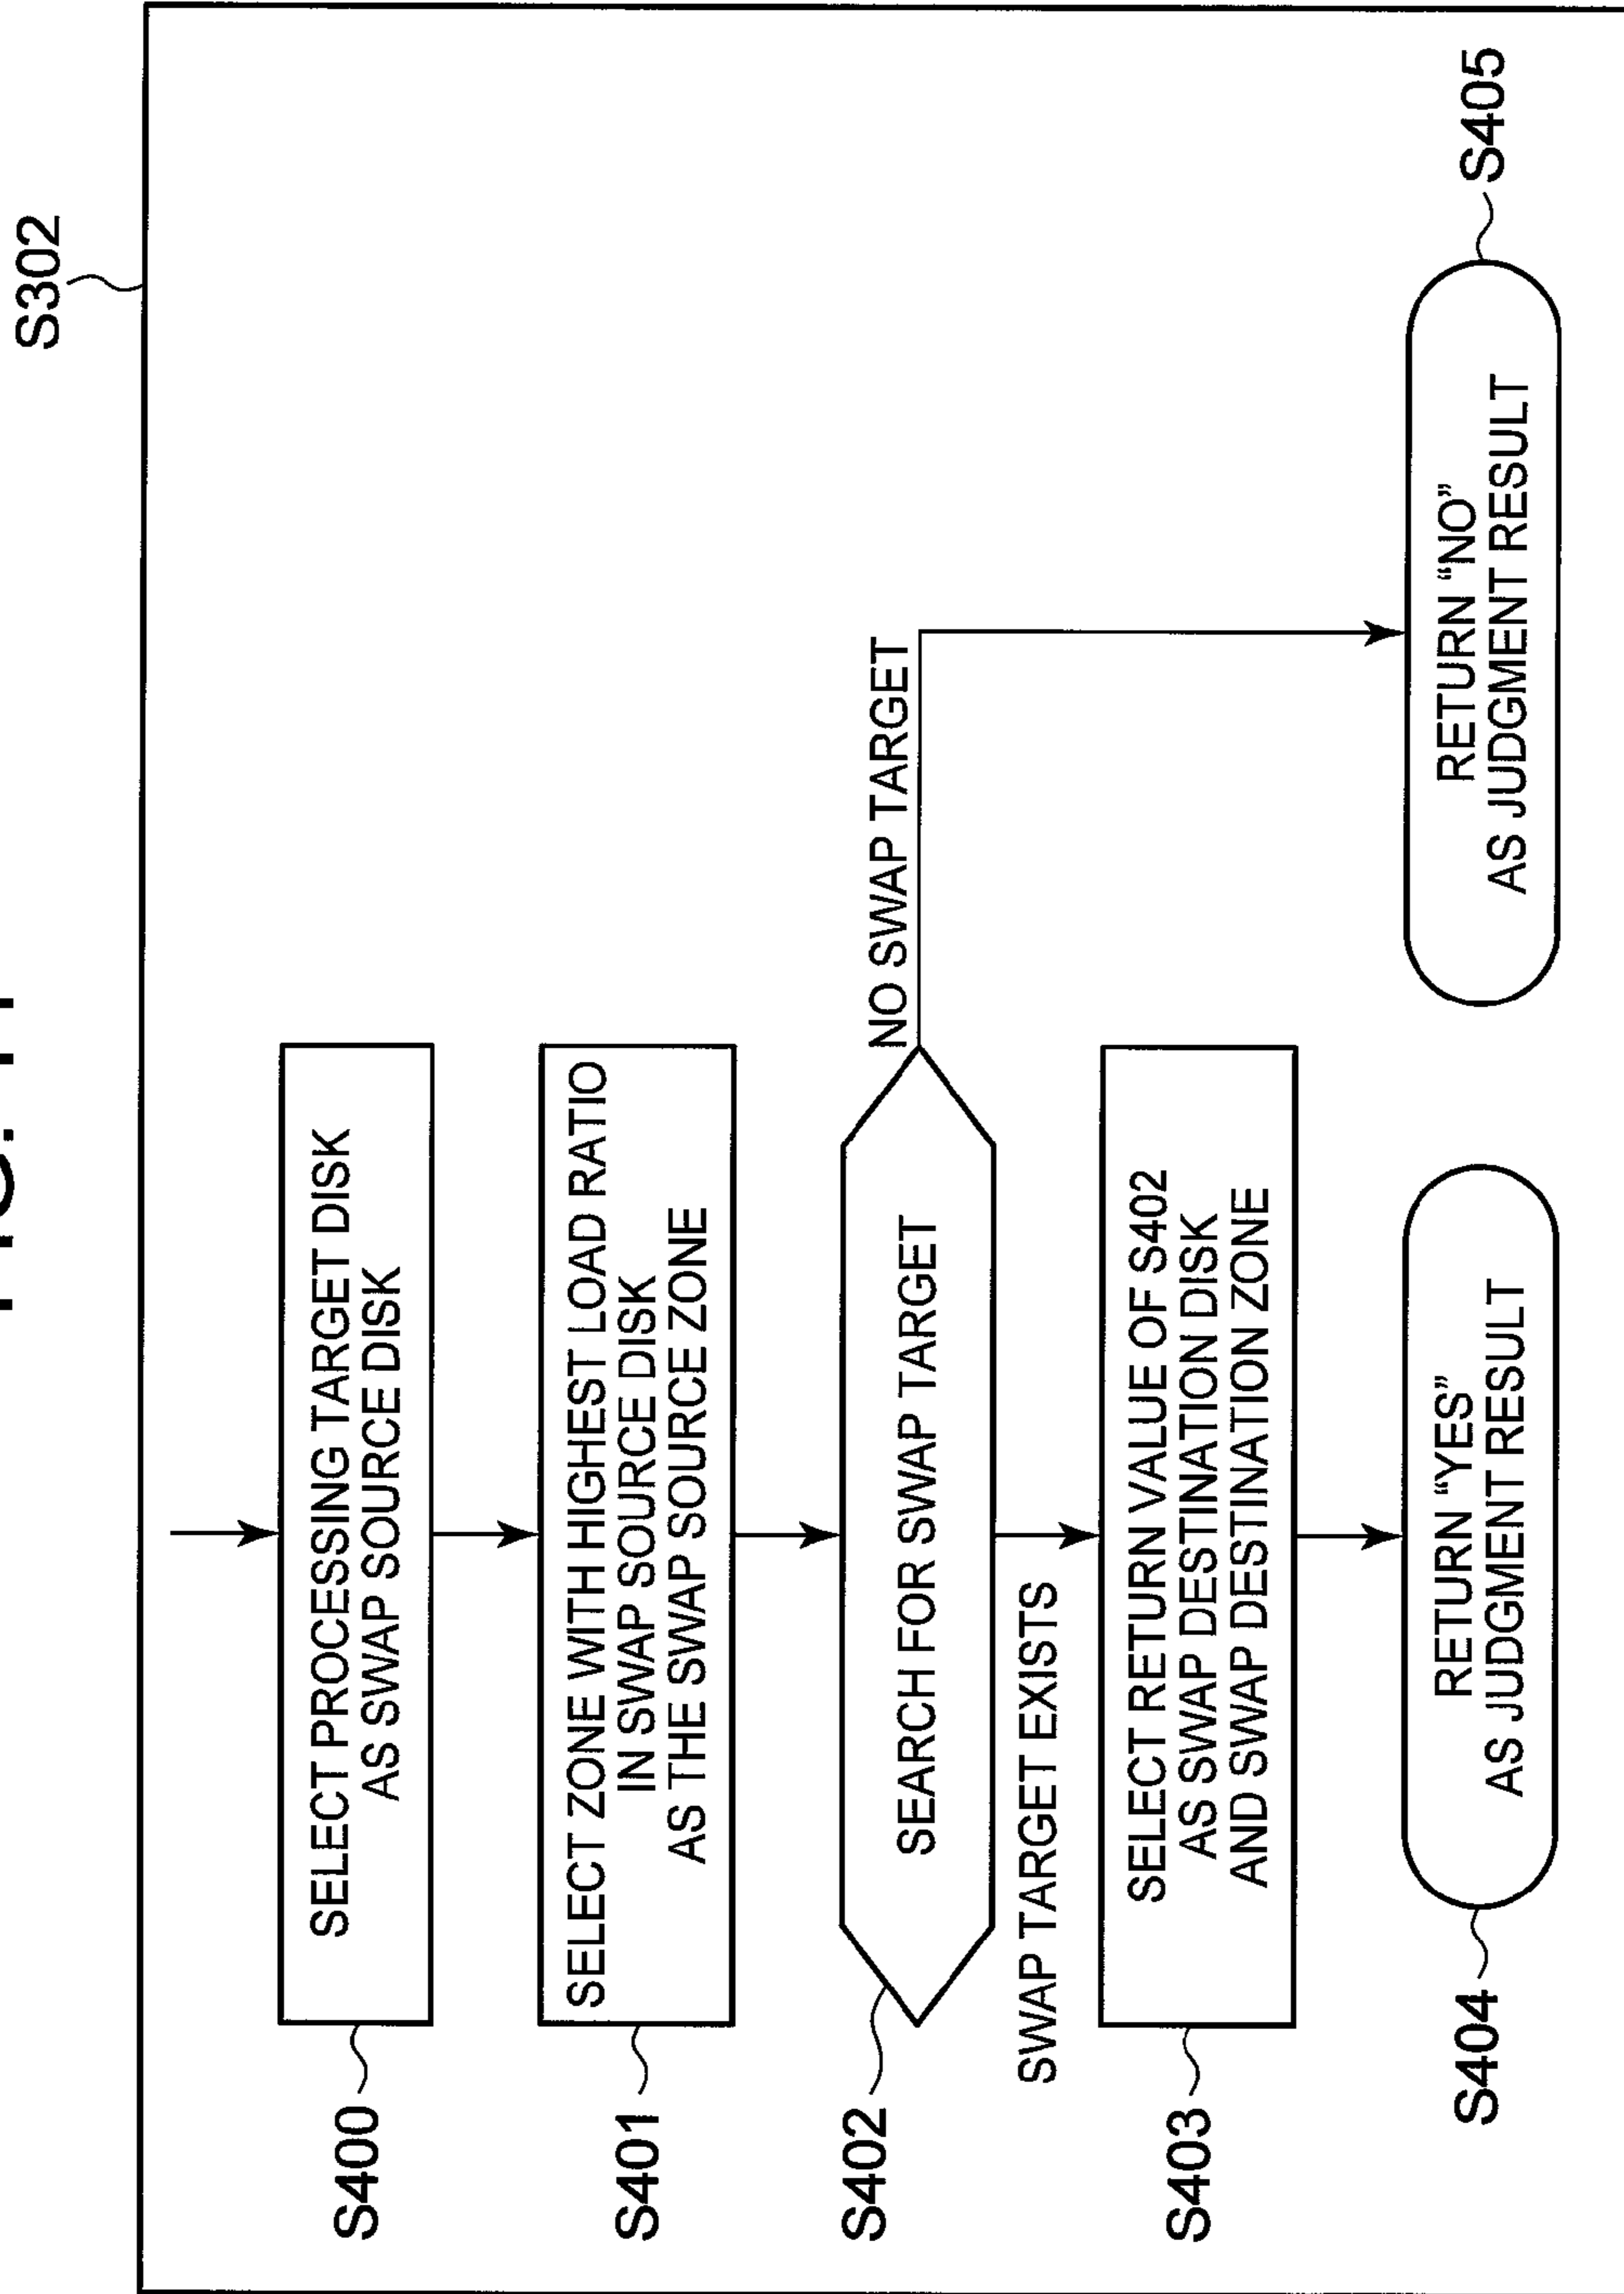 S302
S400
SELECT PROCESSING TARGET DISK
AS SWAP SOURCE DISK
S401
SELECT ZONE WITH HIGHEST LOAD RATIO
IN SWAP SOURCE DISK
AS THE SWAP SOURCE ZONE
S402
SEARCH FOR SWAP TARGET
NO SWAP TARGET
SWAP TARGET EXISTS
S403
SELECT RETURN VALUE OF S402
AS SWAP DESTINATION DISK
AND SWAP DESTINATION ZONE
S404
RETURN “YES”
AS JUDGMENT RESULT
RETURN “NO”
AS JUDGMENT RESULT
S405